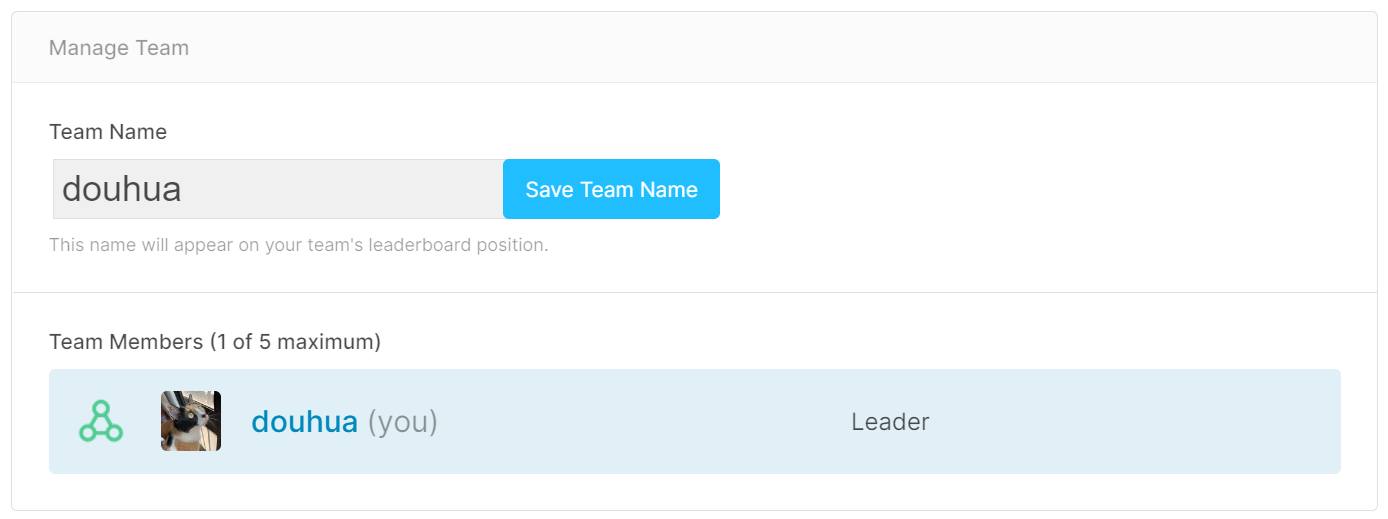 Manage Team
Team Name
douhua
Save Team Name
This name will appear on your team's leaderboard position.
Team Members (1 of 5 maximum)
douhua (you)
Leader